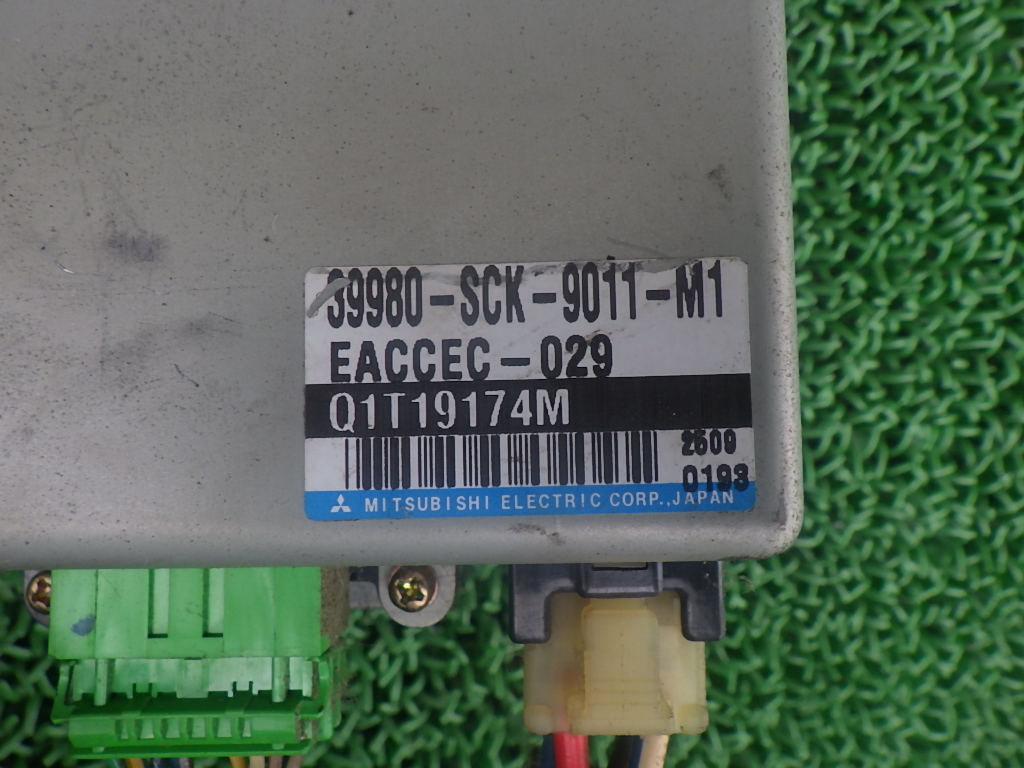 39980-SCK-9011-M1
EACCEC-029
Q1T19174M
2609
0193
MITSUBISHI ELECTRIC CORP., JAPAN